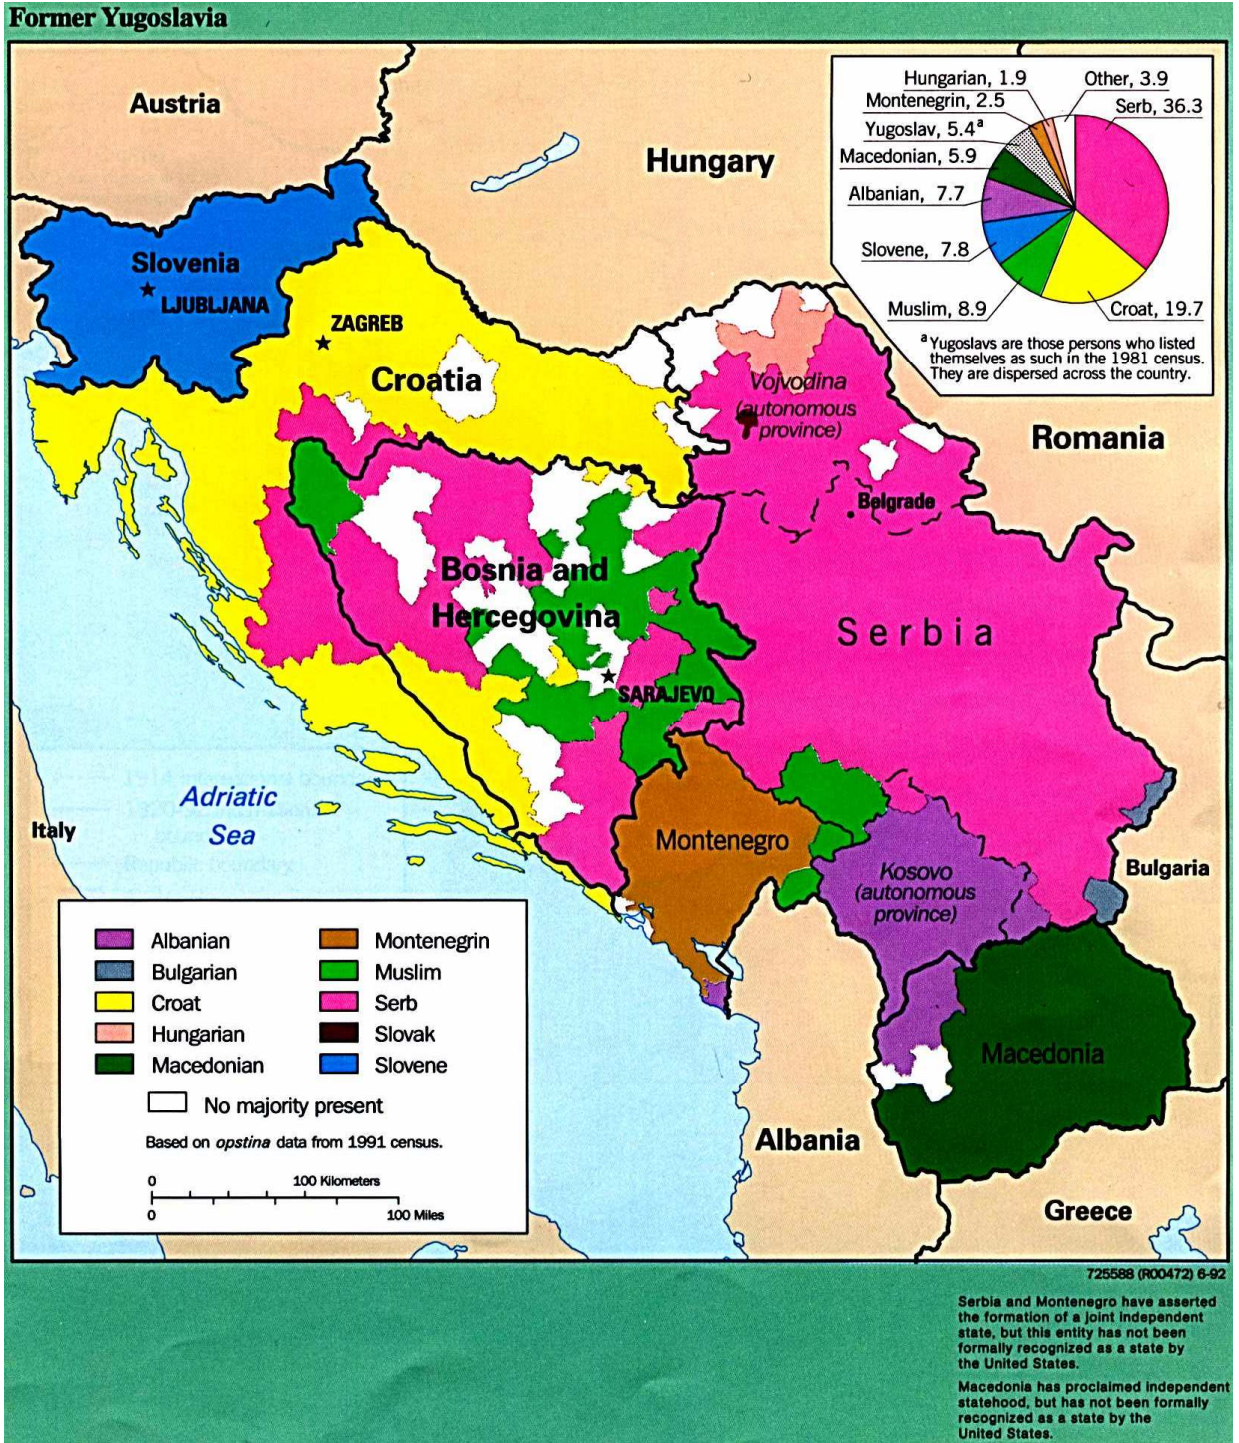 Former Yugoslavia
Austria
Hungary
Hungarian, 1.9
Other, 3.9
Montenegrin, 2.5
Serb, 36.3
Yugoslav, 5.4ᵃ
Macedonian, 5.9
Albanian, 7.7
Slovene, 7.8
Muslim, 8.9
Croat, 19.7
ᵃ Yugoslavs are those persons who listed
themselves as such in the 1981 census.
They are dispersed across the country.
Slovenia
LJUBLJANA
ZAGREB
Croatia
Vojvodina
(autonomous
province)
Romania
Belgrade
Bosnia and
Hercegovina
Serbia
SARAJEVO
Adriatic
Sea
Italy
Montenegro
Kosovo
(autonomous
province)
Bulgaria
Macedonia
Albania
Greece
Albanian
Bulgarian
Croat
Hungarian
Macedonian
Montenegrin
Muslim
Serb
Slovak
Slovene
No majority present
Based on opstina data from 1991 census.
0 100 Kilometers
0 100 Miles
725588 (R00472) 6-92
Serbia and Montenegro have asserted
the formation of a joint independent
state, but this entity has not been
formally recognized as a state by
the United States.
Macedonia has proclaimed independent
statehood, but has not been formally
recognized as a state by the
United States.